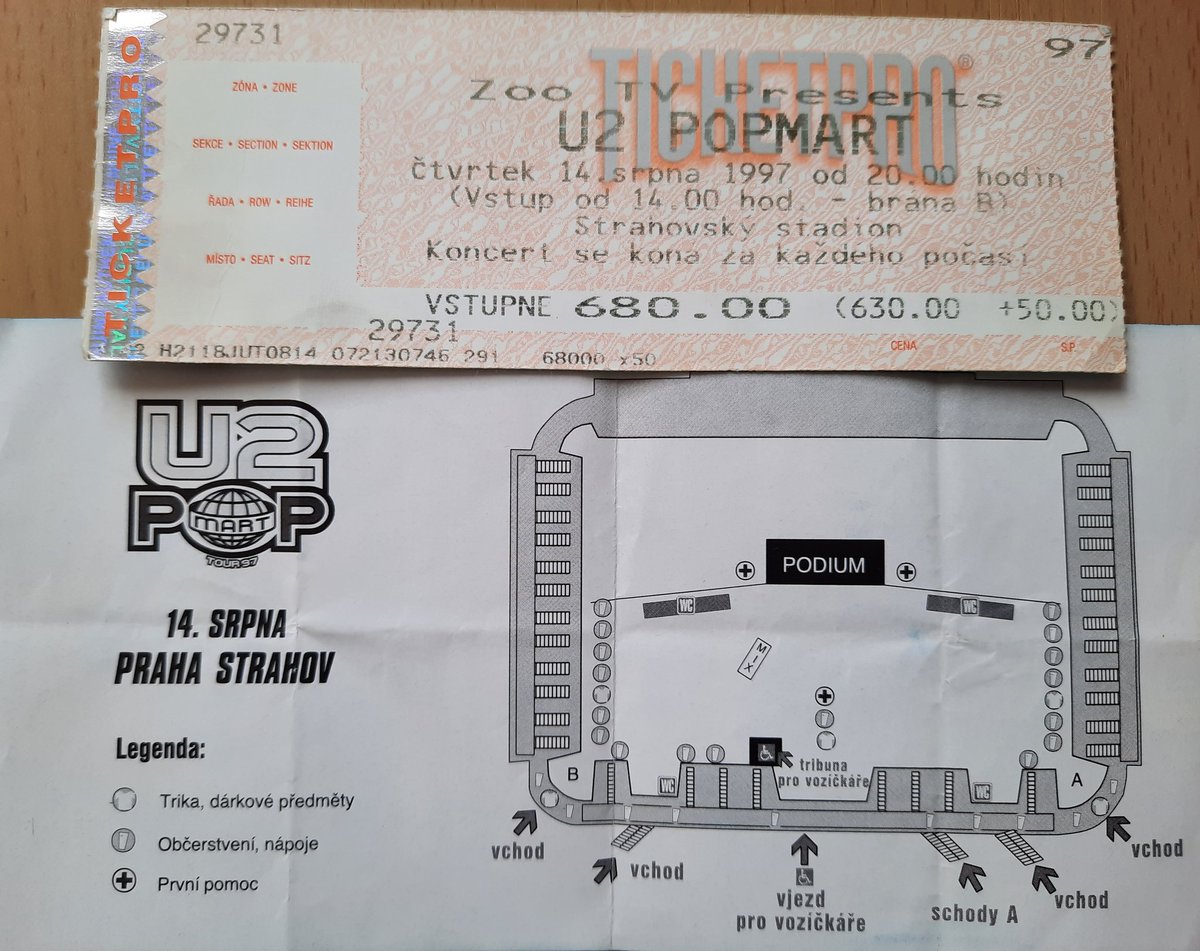 29731
97
TICKETPRO
TICKETPRO®
ZÓNA • ZONE
SEKCE • SECTION • SEKTION
ŘADA • ROW • REIHE
MÍSTO • SEAT • SITZ
Zoo TV Presents
U2 POPMART
čtvrtek 14.srpna 1997 od 20.00 hodin
(Vstup od 14.00 hod. - brána B)
Strahovský stadion
Koncert se koná za každého počasí
VSTUPNÉ 680.00 (630.00 +50.00)
29731
CENA
S.P.
H2118JUT0814 072130746 291 68000 x50
U2
POP
MART
TOUR 97
14. SRPNA
PRAHA STRAHOV
Legenda:
Trika, dárkové předměty
Občerstvení, nápoje
První pomoc
PODIUM
WC
WC
MIX
tribuna
pro vozíčkáře
B
A
WC
WC
vchod
vchod
vjezd
pro vozíčkáře
schody A
vchod
vchod